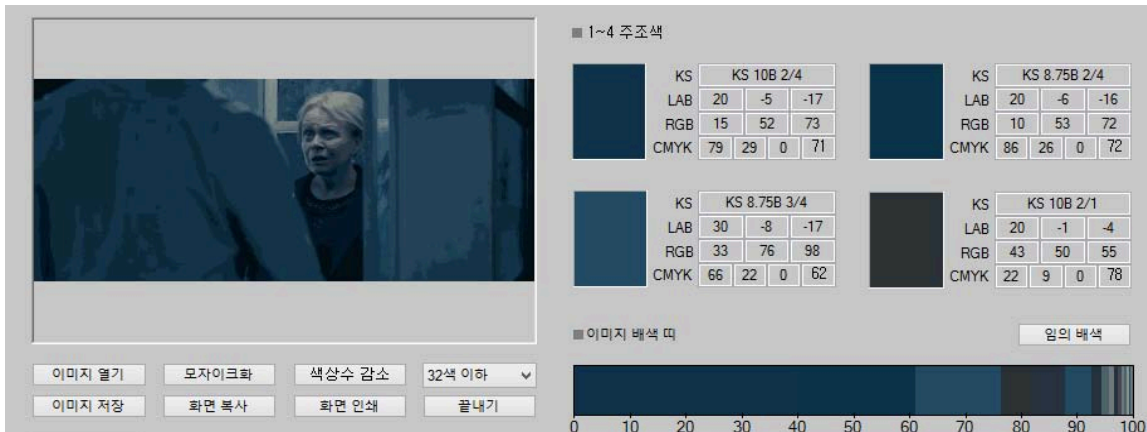 ■ 1~4 주조색
KS KS 10B 2/4
LAB 20 -5 -17
RGB 15 52 73
CMYK 79 29 0 71
KS KS 8.75B 2/4
LAB 20 -6 -16
RGB 10 53 72
CMYK 86 26 0 72
KS KS 8.75B 3/4
LAB 30 -8 -17
RGB 33 76 98
CMYK 66 22 0 62
KS KS 10B 2/1
LAB 20 -1 -4
RGB 43 50 55
CMYK 22 9 0 78
■이미지 배색 띠 임의 배색
0 10 20 30 40 50 60 70 80 90 100
이미지 열기 모자이크화 색상수 감소 32색 이하
이미지 저장 화면 복사 화면 인쇄 끝내기